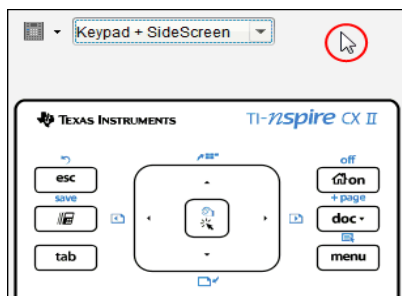 Keypad + SideScreen
TEXAS INSTRUMENTS TI-nspire CX II
off
esc on
save + page
doc
tab menu